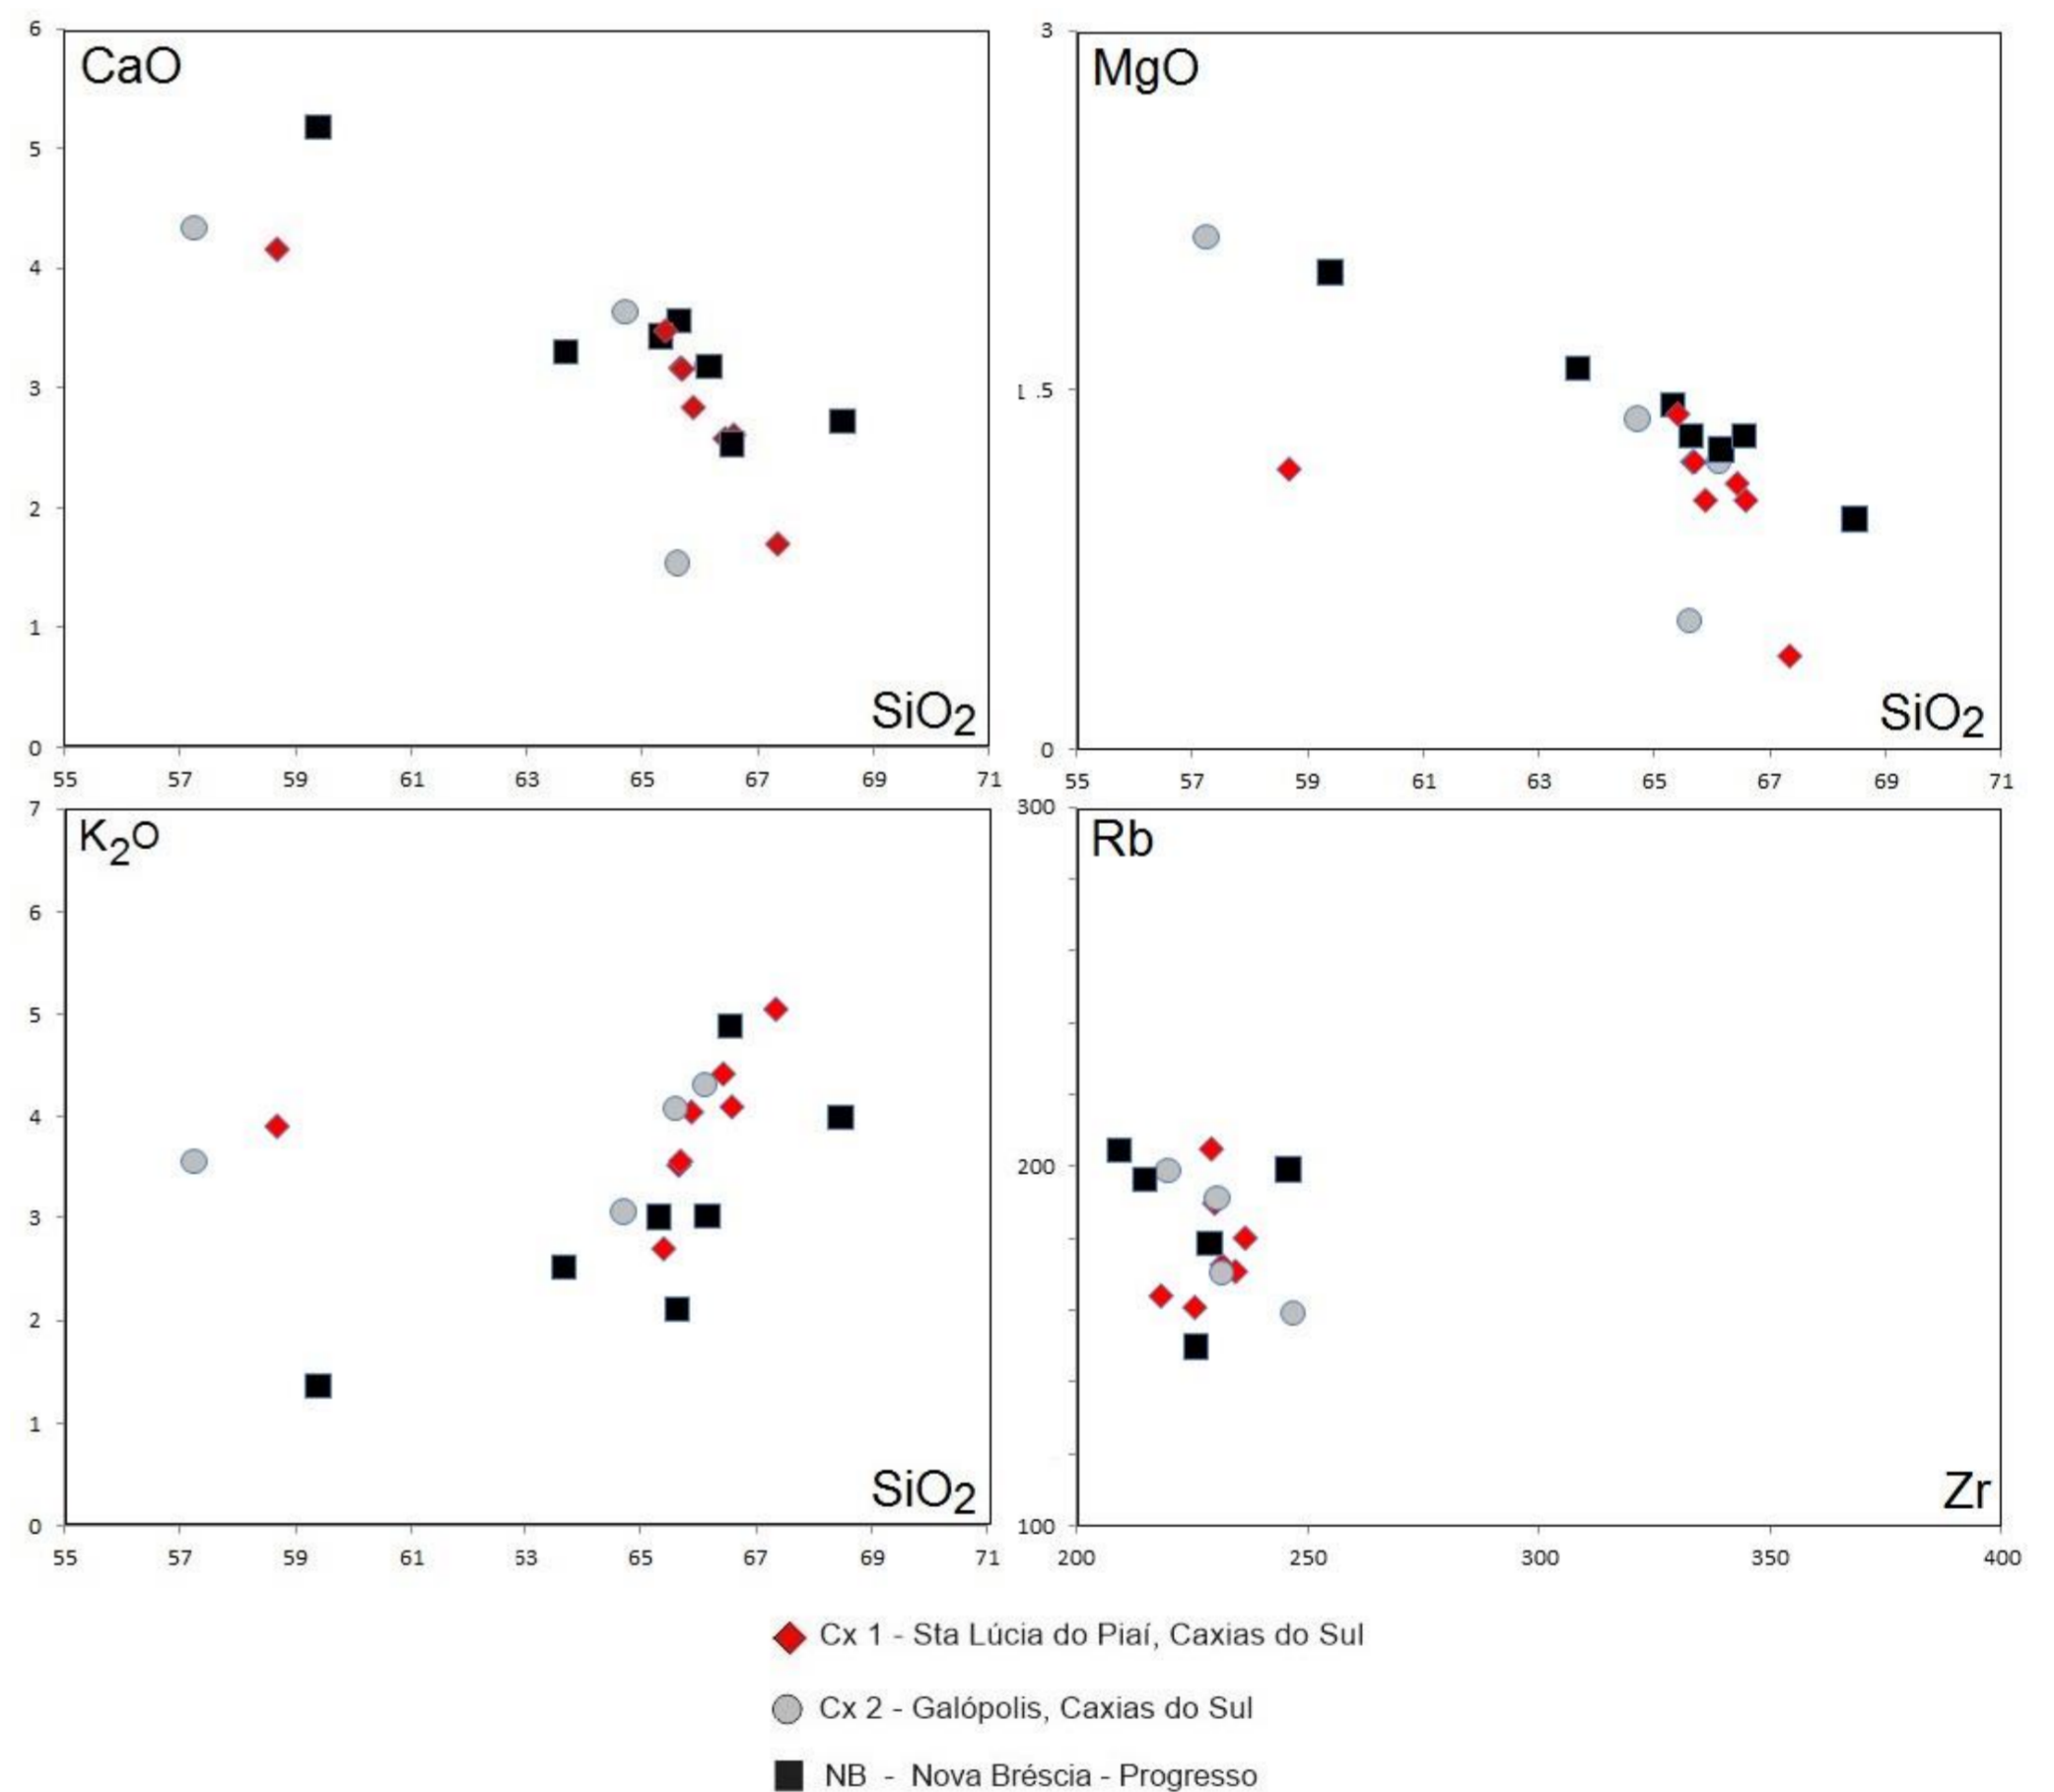 6
CaO
5
4
3
2
1
0
SiO2
55 57 59 61 63 65 67 69 71
3
MgO
1.5
0
SiO2
55 57 59 61 63 65 67 69 71
7
K2O
6
5
4
3
2
1
0
SiO2
55 57 59 61 63 65 67 69 71
300
Rb
200
100
Zr
200 250 300 350 400
Cx 1 - Sta Lúcia do Piaí, Caxias do Sul
Cx 2 - Galópolis, Caxias do Sul
NB - Nova Bréscia - Progresso